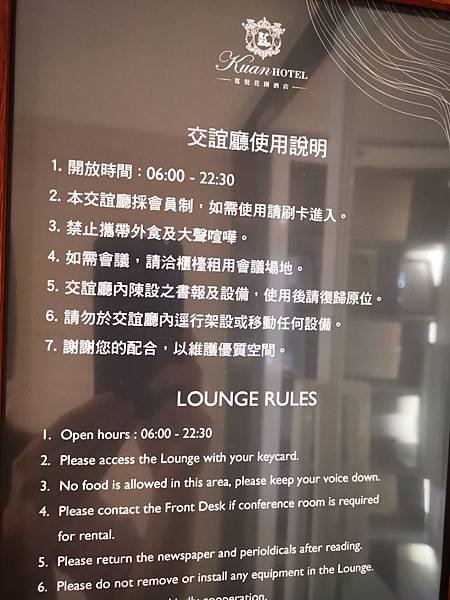 Kuan HOTEL
寬悅花園酒店
交誼廳使用說明
1. 開放時間：06:00 - 22:30
2. 本交誼廳採會員制，如需使用請刷卡進入。
3. 禁止攜帶外食及大聲喧嘩。
4. 如需會議，請洽櫃檯租用會議場地。
5. 交誼廳內陳設之書報及設備，使用後請復歸原位。
6. 請勿於交誼廳內逕行架設或移動任何設備。
7. 謝謝您的配合，以維護優質空間。
LOUNGE RULES
1. Open hours : 06:00 - 22:30
2. Please access the Lounge with your keycard.
3. No food is allowed in this area, please keep your voice down.
4. Please contact the Front Desk if conference room is required
for rental.
5. Please return the newspaper and perioldicals after reading.
6. Please do not remove or install any equipment in the Lounge.
kindly cooperation.